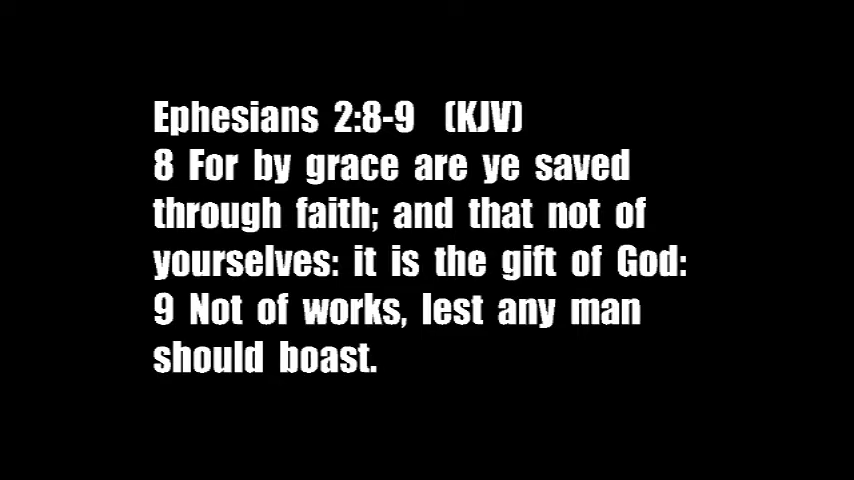 Ephesians 2:8-9 (KJV)
8 For by grace are ye saved
through faith; and that not of
yourselves: it is the gift of God:
9 Not of works, lest any man
should boast.